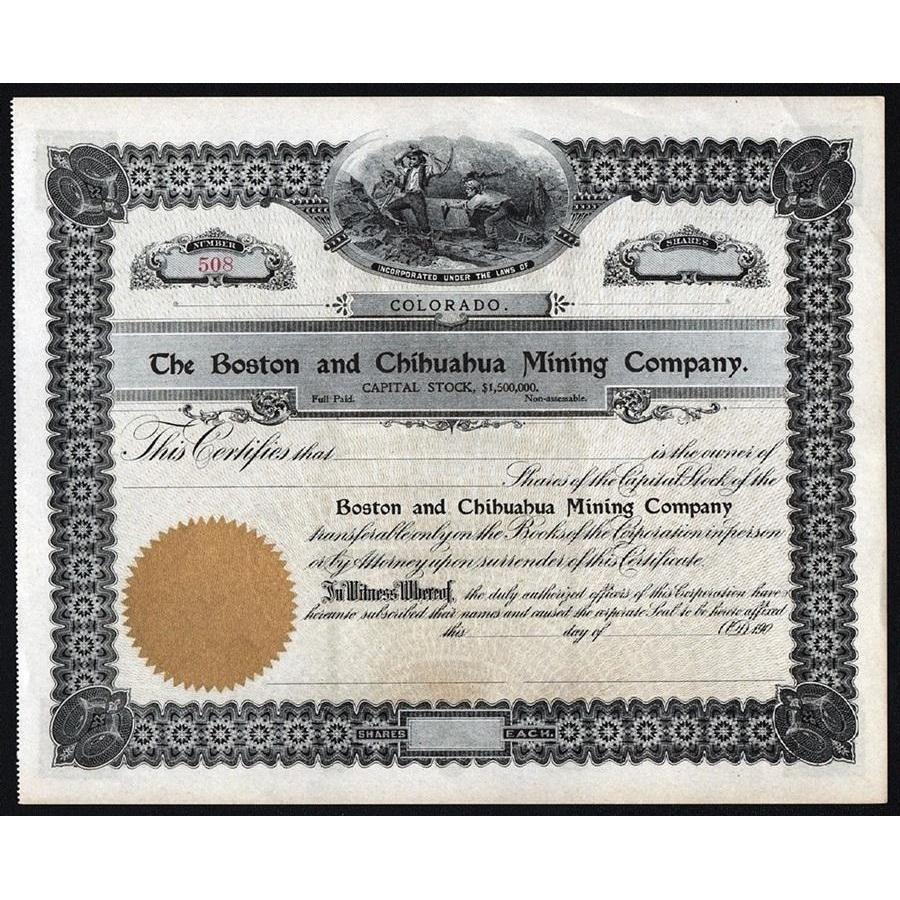 INCORPORATED UNDER THE LAWS OF
COLORADO.
NUMBER
508
SHARES
The Boston and Chihuahua Mining Company.
CAPITAL STOCK, $1,500,000.
Full Paid. Non-assessable.
This Certifies that is the owner of
Shares of the Capital Stock of the
Boston and Chihuahua Mining Company
transferable only on the Books of the Corporation in person
or by Attorney upon surrender of this Certificate.
In Witness Whereof, the duly authorized officers of this Corporation have
hereunto subscribed their names and caused the corporate Seal to be hereto affixed
this day of A.D. 190
SHARES EACH.